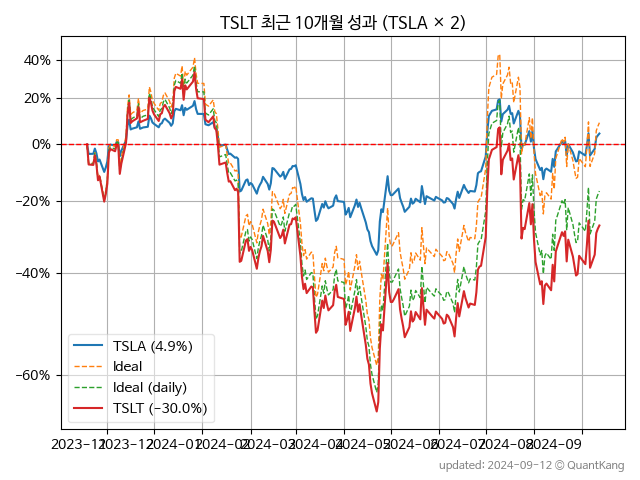 TSLT 최근 10개월 성과 (TSLA × 2)
40%
20%
0%
−20%
−40%
−60%
TSLA (4.9%)
Ideal
Ideal (daily)
TSLT (−30.0%)
2023-11 2023-12 2024-01 2024-02 2024-03 2024-04 2024-05 2024-06 2024-07 2024-08 2024-09
updated: 2024-09-12 © QuantKang